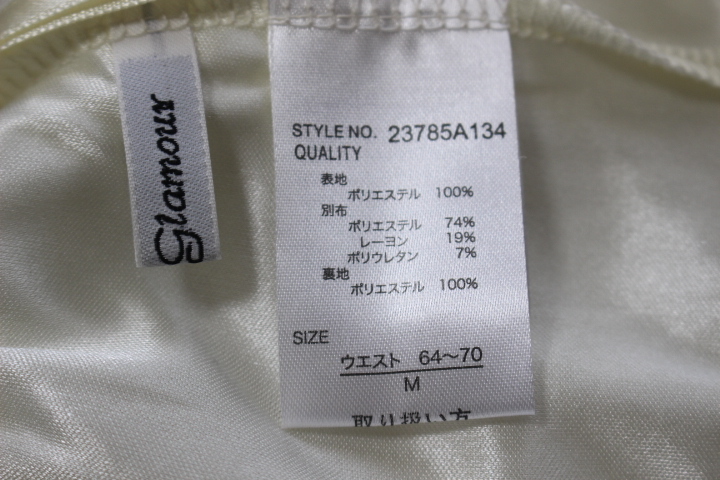 Glamour
STYLE NO. 23785A134
QUALITY
表地
ポリエステル 100%
別布
ポリエステル 74%
レーヨン 19%
ポリウレタン 7%
裏地
ポリエステル 100%
SIZE
ウエスト 64～70
M
取り扱い方